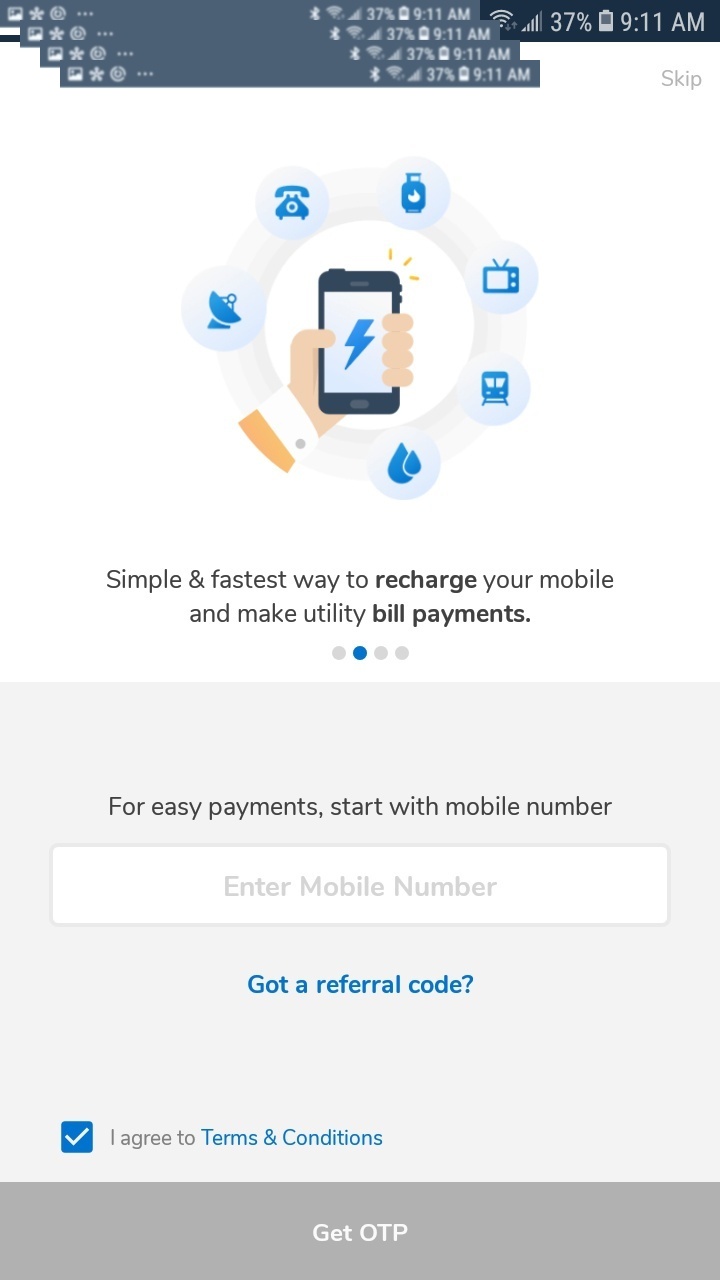 37% 9:11 AM
37% 9:11 AM
37% 9:11 AM
37% 9:11 AM
37% 9:11 AM
Skip
Simple & fastest way to recharge your mobile
and make utility bill payments.
For easy payments, start with mobile number
Enter Mobile Number
Got a referral code?
I agree to Terms & Conditions
Get OTP